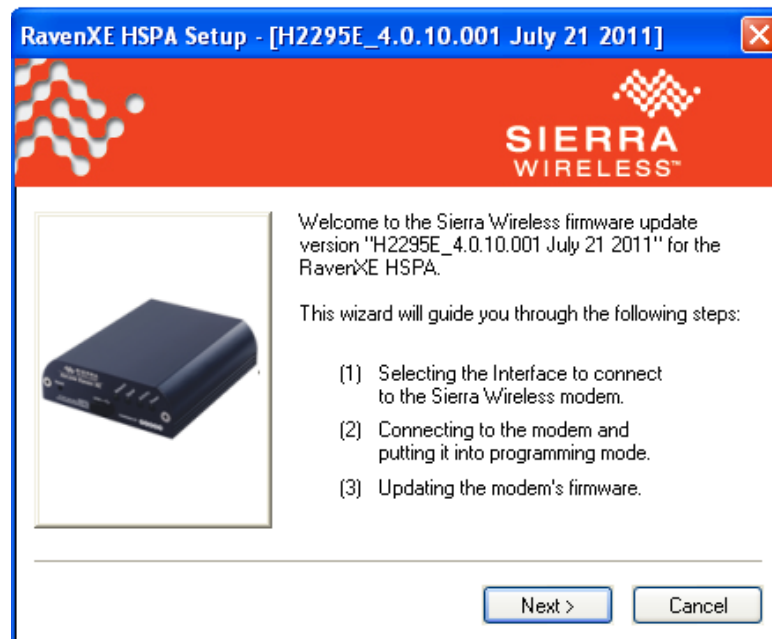 RavenXE HSPA Setup - [H2295E_4.0.10.001 July 21 2011]
SIERRA
WIRELESS™
Welcome to the Sierra Wireless firmware update
version "H2295E_4.0.10.001 July 21 2011" for the
RavenXE HSPA.
This wizard will guide you through the following steps:
(1) Selecting the Interface to connect
to the Sierra Wireless modem.
(2) Connecting to the modem and
putting it into programming mode.
(3) Updating the modem's firmware.
Next >
Cancel